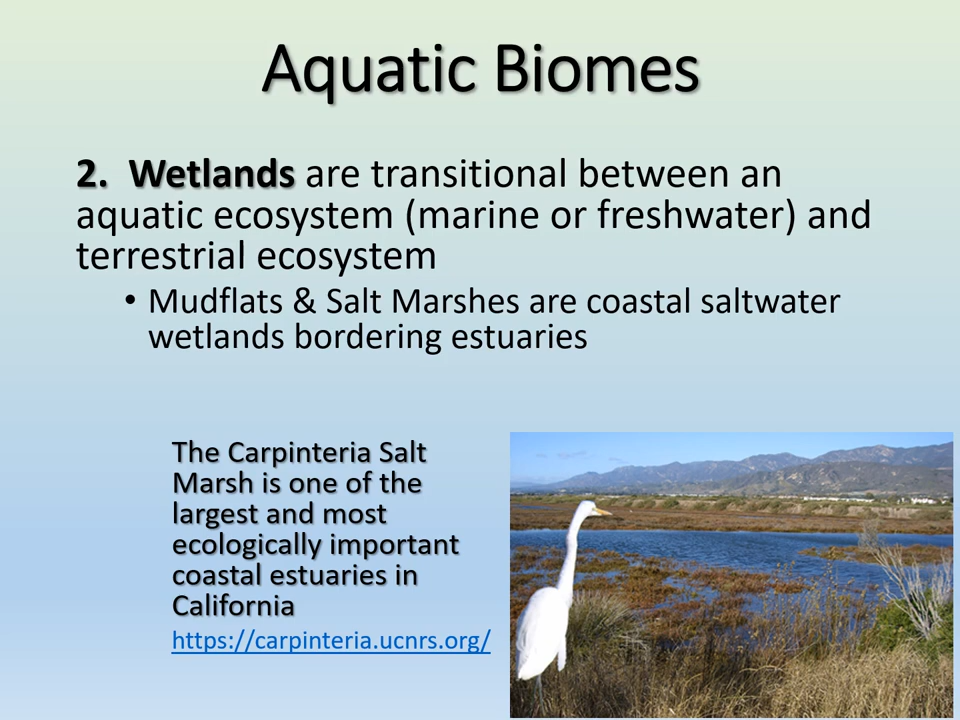 Aquatic Biomes
2. Wetlands are transitional between an
aquatic ecosystem (marine or freshwater) and
terrestrial ecosystem
• Mudflats & Salt Marshes are coastal saltwater
wetlands bordering estuaries
The Carpinteria Salt
Marsh is one of the
largest and most
ecologically important
coastal estuaries in
California
https://carpinteria.ucnrs.org/